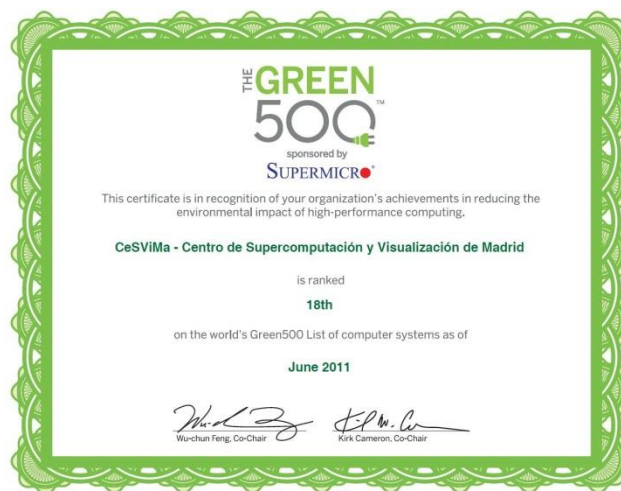 THE GREEN
500™
sponsored by
SUPERMICRO®
This certificate is in recognition of your organization's achievements in reducing the
environmental impact of high-performance computing.
CeSViMa - Centro de Supercomputación y Visualización de Madrid
is ranked
18th
on the world's Green500 List of computer systems as of
June 2011
Wu-chun Feng, Co-Chair
Kirk Cameron, Co-Chair